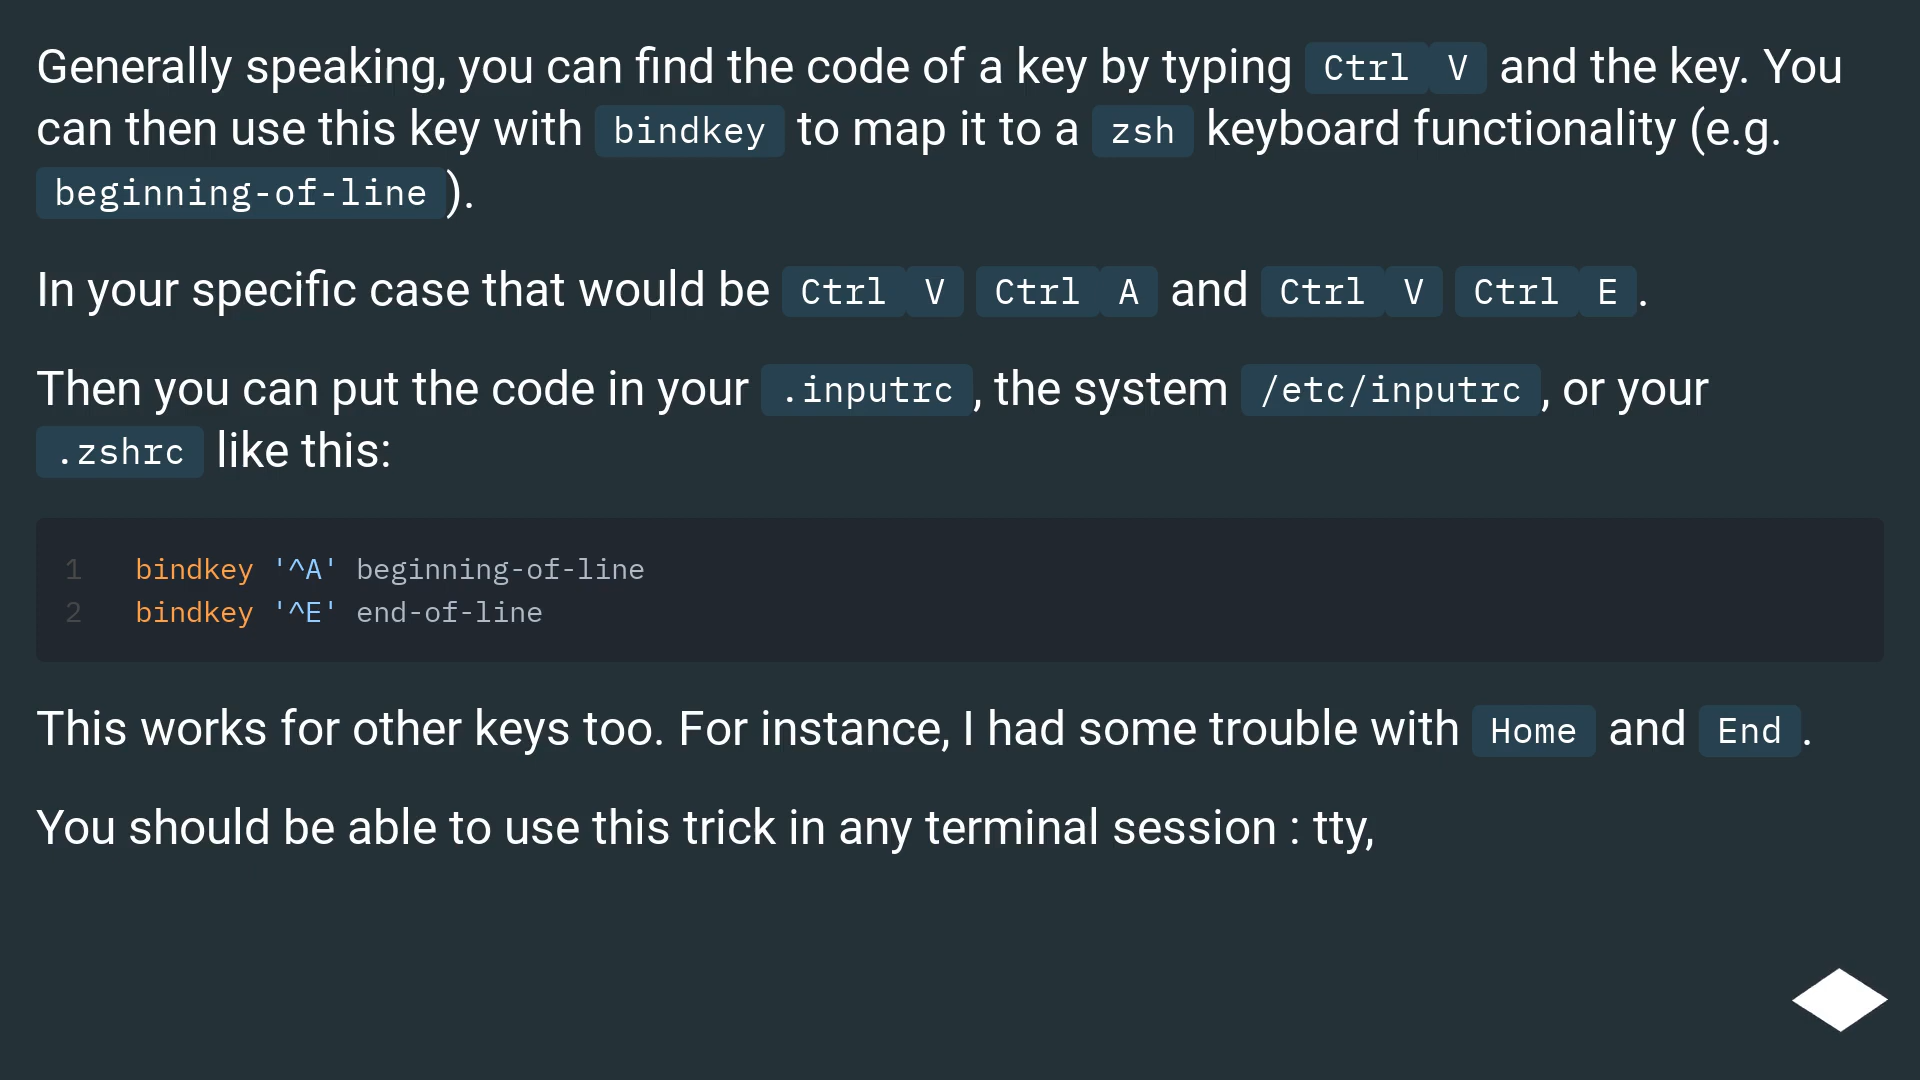 Generally speaking, you can find the code of a key by typing Ctrl V and the key. You
can then use this key with bindkey to map it to a zsh keyboard functionality (e.g.
beginning-of-line ).
In your specific case that would be Ctrl V Ctrl A and Ctrl V Ctrl E .
Then you can put the code in your .inputrc , the system /etc/inputrc , or your
.zshrc like this:
1 bindkey '^A' beginning-of-line
2 bindkey '^E' end-of-line
This works for other keys too. For instance, I had some trouble with Home and End .
You should be able to use this trick in any terminal session : tty,